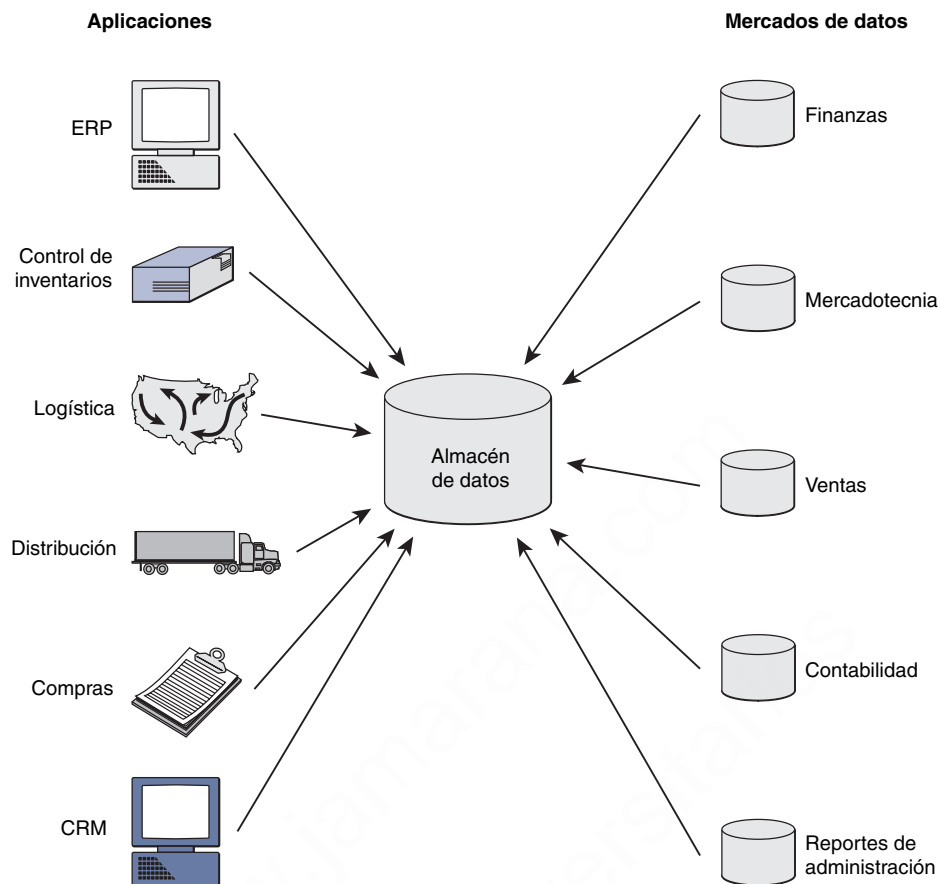 Aplicaciones
ERP
Control de
inventarios
Logística
Distribución
Compras
CRM
Almacén
de datos
Mercados de datos
Finanzas
Mercadotecnia
Ventas
Contabilidad
Reportes de
administración